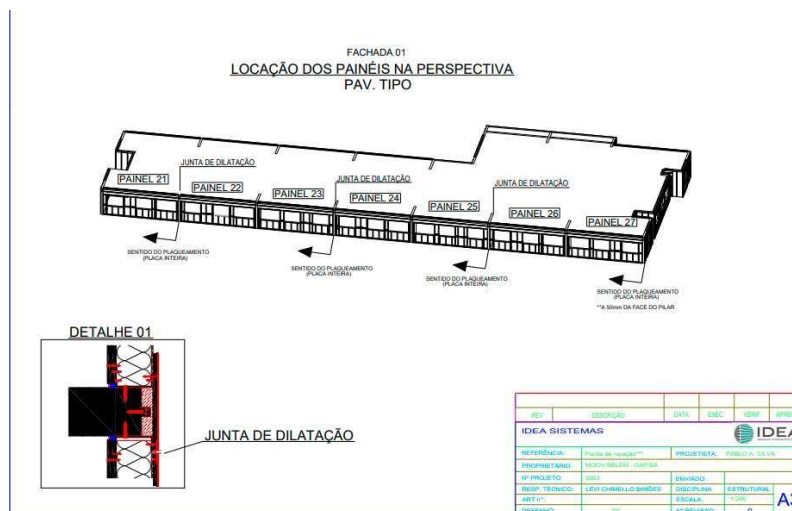 FACHADA 01
LOCAÇÃO DOS PAINÉIS NA PERSPECTIVA
PAV. TIPO
JUNTA DE DILATAÇÃO
PAINEL 21
PAINEL 22
PAINEL 23
JUNTA DE DILATAÇÃO
PAINEL 24
PAINEL 25
JUNTA DE DILATAÇÃO
PAINEL 26
PAINEL 27
SENTIDO DO PLAQUEAMENTO
(PLACA INTEIRA)
SENTIDO DO PLAQUEAMENTO
(PLACA INTEIRA)
SENTIDO DO PLAQUEAMENTO
(PLACA INTEIRA)
SENTIDO DO PLAQUEAMENTO
(PLACA INTEIRA)
**A 50mm DA FACE DO PILAR
DETALHE 01
JUNTA DE DILATAÇÃO
REV DESCRIÇÃO DATA EXEC. VERIF.
IDEA SISTEMAS
IDEA
REFERÊNCIA: PROJETISTA: PABLO A.
PROPRIETÁRIO:
Nº PROJETO: ENVIADO:
RESP. TÉCNICO: LEVI CHIMELLO SIMÕES DISCIPLINA ESTRUTURAL
ART nº: ESCALA:
DESENHO
A3